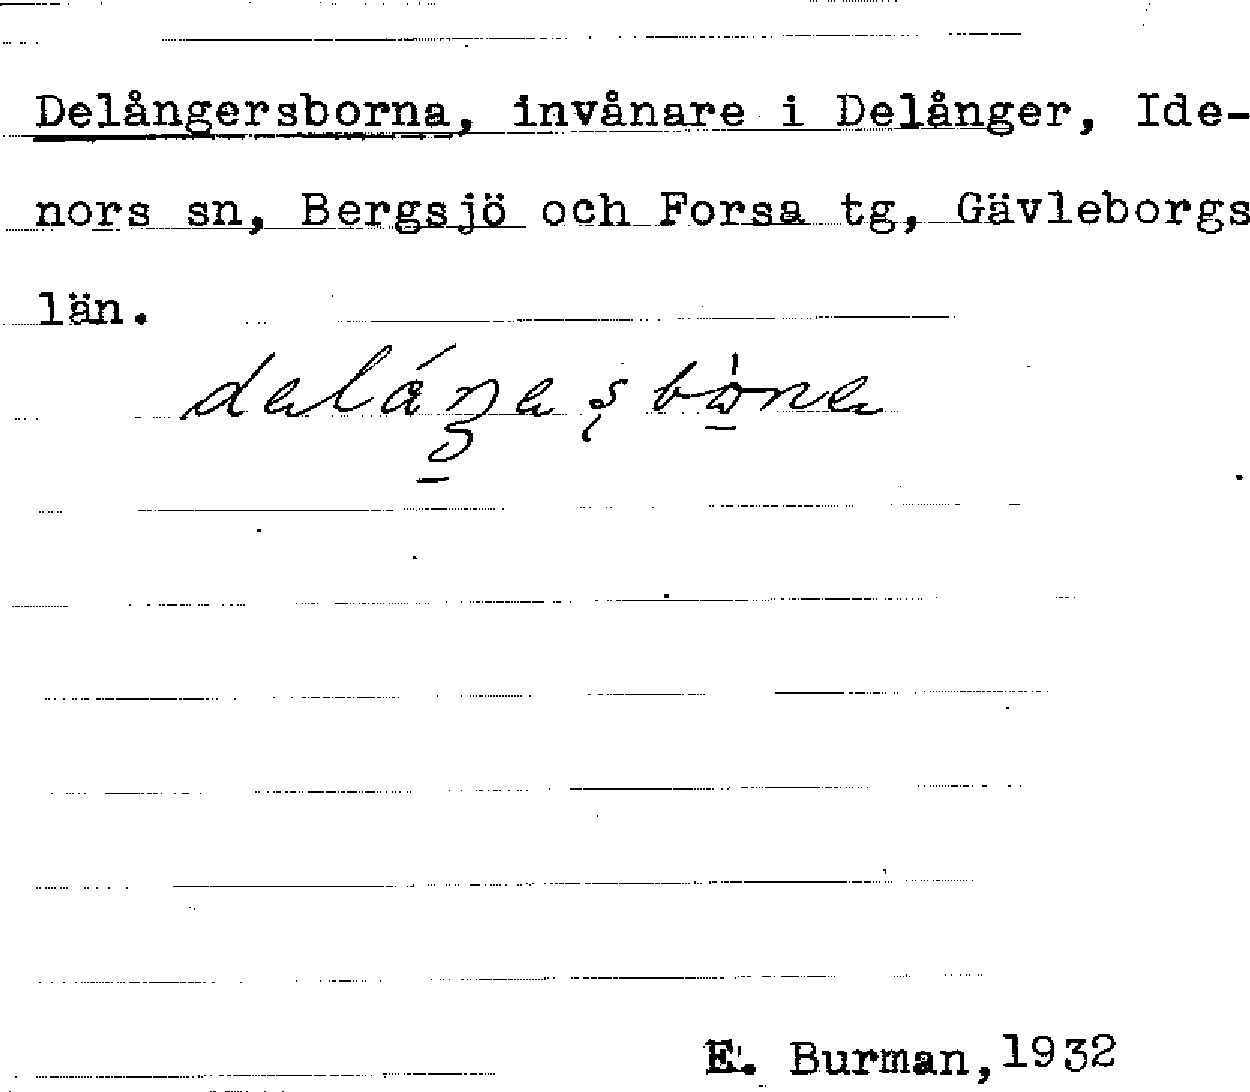 Delångersborna, invånare i Delånger, Ide-
nors sn, Bergsjö och Forsa tg, Gävleborgs
län.
E. Burman, 1932